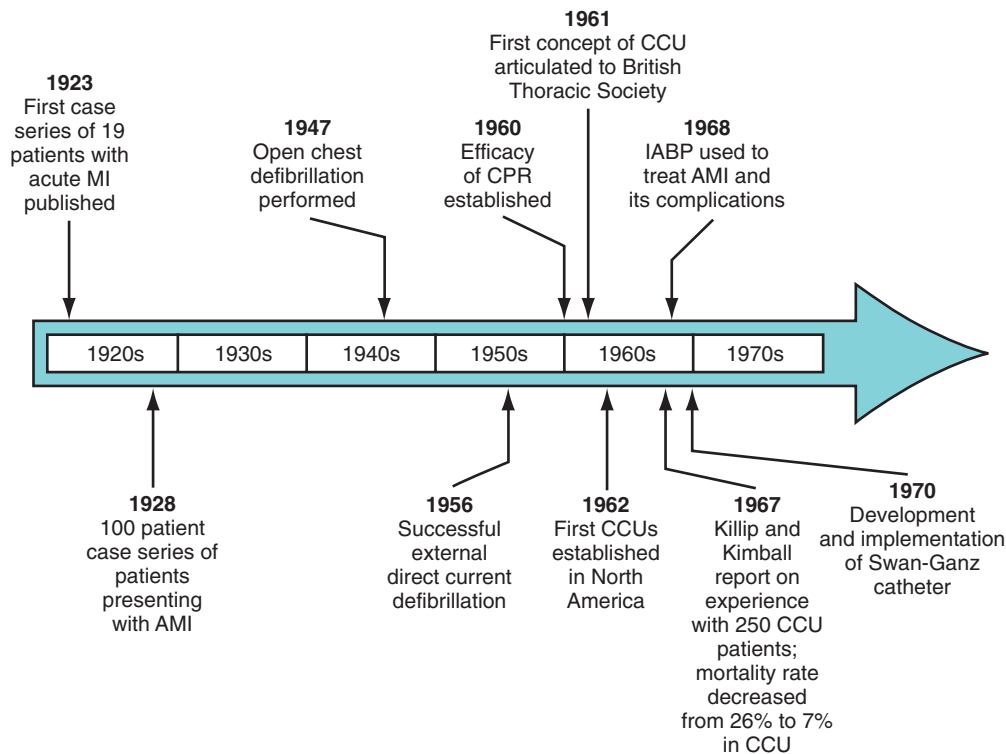 1923
First case
series of 19
patients with
acute MI
published
1947
Open chest
defibrillation
performed
1960
Efficacy
of CPR
established
1961
First concept of CCU
articulated to British
Thoracic Society
1968
IABP used to
treat AMI and
its complications
1920s
1930s
1940s
1950s
1960s
1970s
1928
100 patient
case series of
patients
presenting
with AMI
1956
Successful
external
direct current
defibrillation
1962
First CCUs
established
in North
America
1967
Killip and
Kimball
report on
experience
with 250 CCU
patients;
mortality rate
decreased
from 26% to 7%
in CCU
1970
Development
and implementation
of Swan-Ganz
catheter